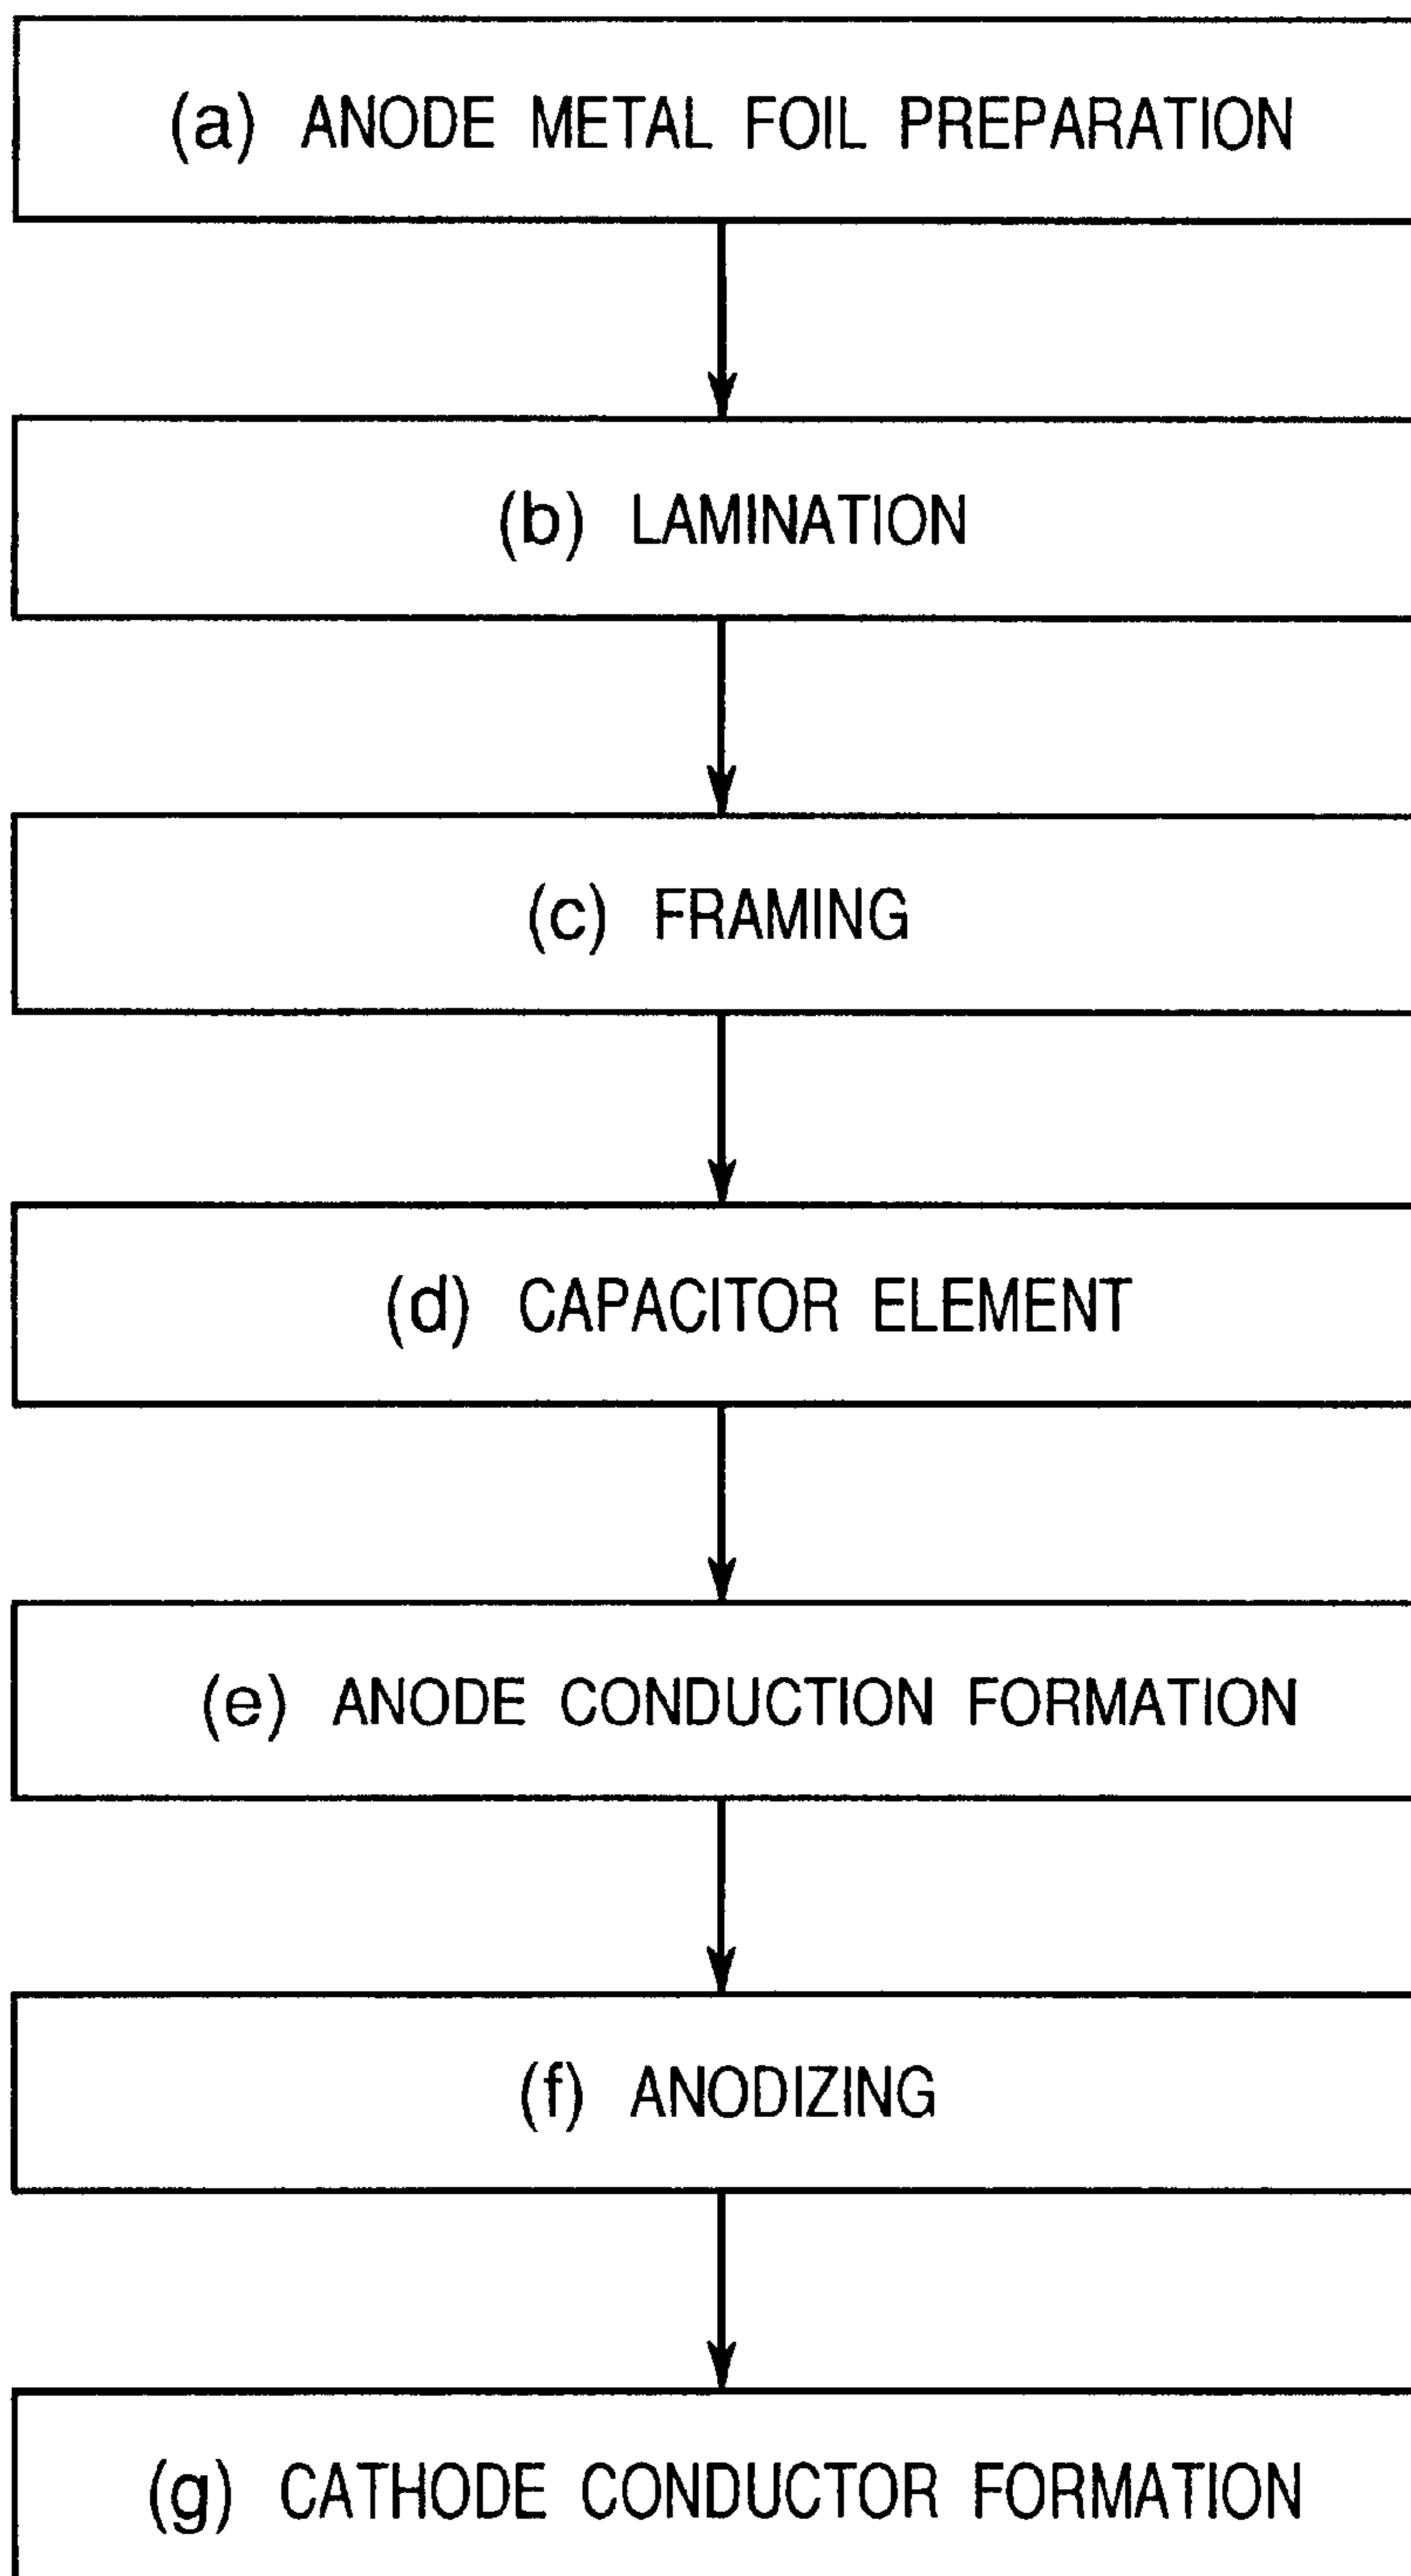 (a) ANODE METAL FOIL PREPARATION
(b) LAMINATION
(c) FRAMING
(d) CAPACITOR ELEMENT
(e) ANODE CONDUCTION FORMATION
(f) ANODIZING
(g) CATHODE CONDUCTOR FORMATION